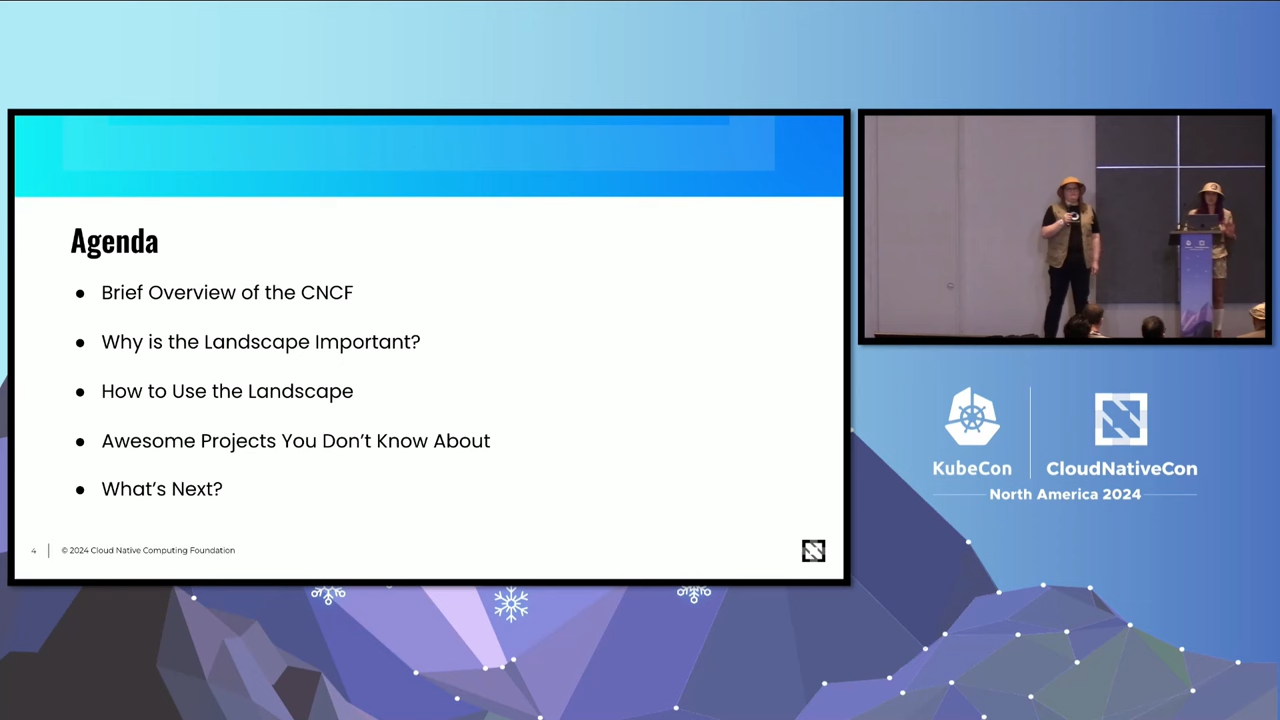 Agenda
● Brief Overview of the CNCF
● Why is the Landscape Important?
● How to Use the Landscape
● Awesome Projects You Don’t Know About
● What’s Next?
4 | © 2024 Cloud Native Computing Foundation
KubeCon | CloudNativeCon
North America 2024